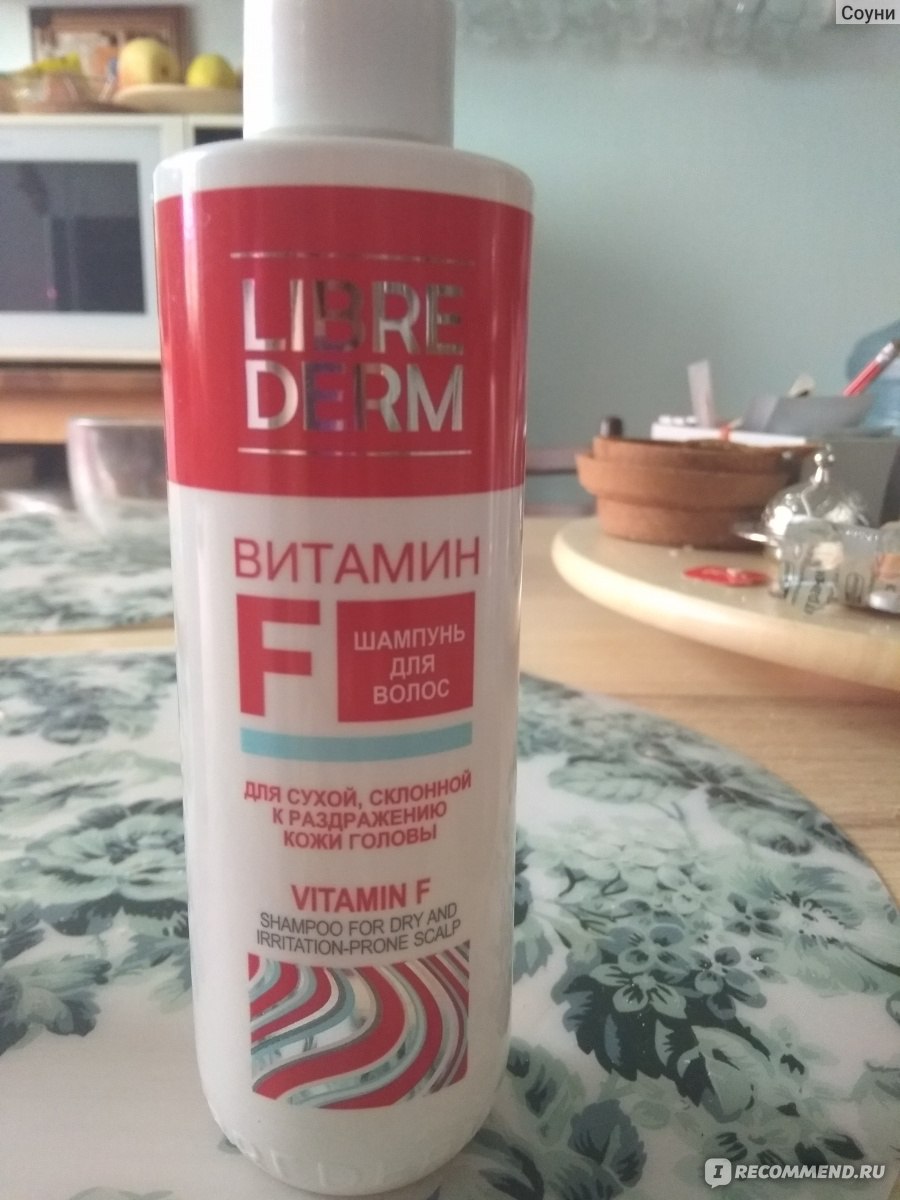 Соуни
LIBRE
DERM
ВИТАМИН
F
ШАМПУНЬ
ДЛЯ
ВОЛОС
ДЛЯ СУХОЙ, СКЛОННОЙ
К РАЗДРАЖЕНИЮ
КОЖИ ГОЛОВЫ
VITAMIN F
SHAMPOO FOR DRY AND
IRRITATION-PRONE SCALP
IRECOMMEND.RU